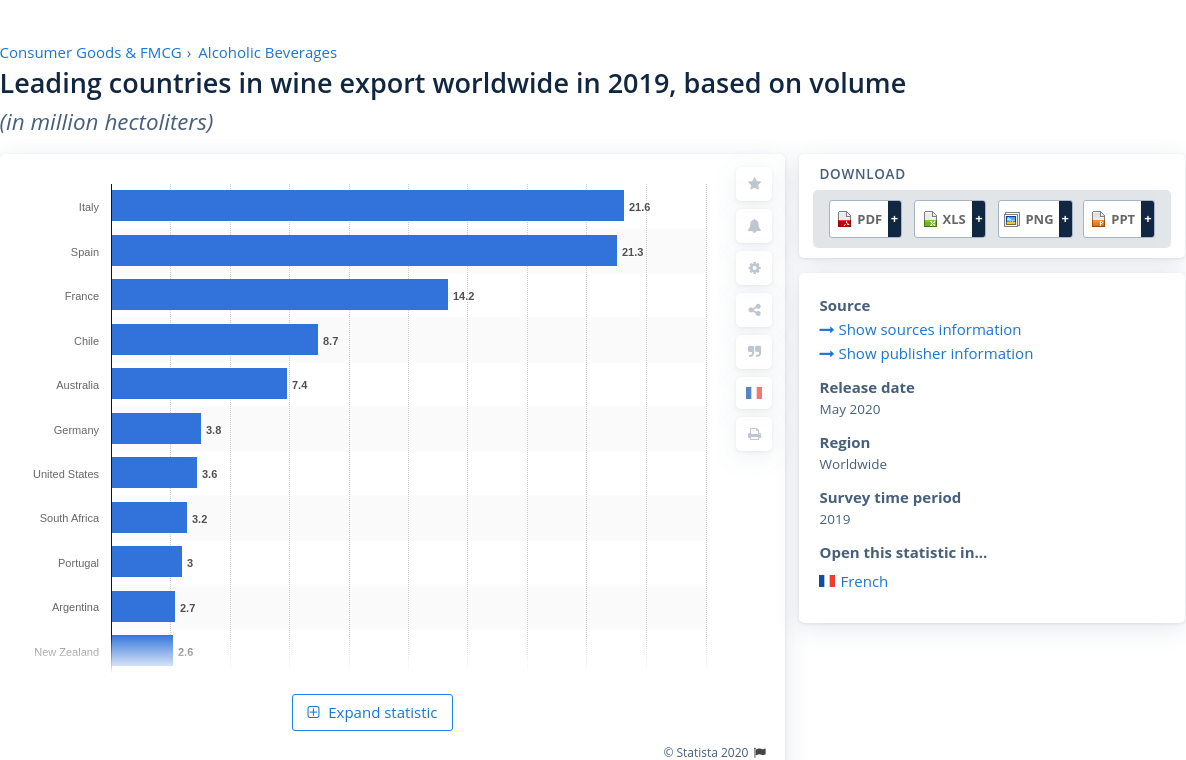 Consumer Goods & FMCG › Alcoholic Beverages
Leading countries in wine export worldwide in 2019, based on volume
(in million hectoliters)
Italy 21.6
Spain 21.3
France 14.2
Chile 8.7
Australia 7.4
Germany 3.8
United States 3.6
South Africa 3.2
Portugal 3
Argentina 2.7
New Zealand 2.6
Expand statistic
© Statista 2020
DOWNLOAD
PDF + XLS + PNG + PPT +
Source
Show sources information
Show publisher information
Release date
May 2020
Region
Worldwide
Survey time period
2019
Open this statistic in...
French